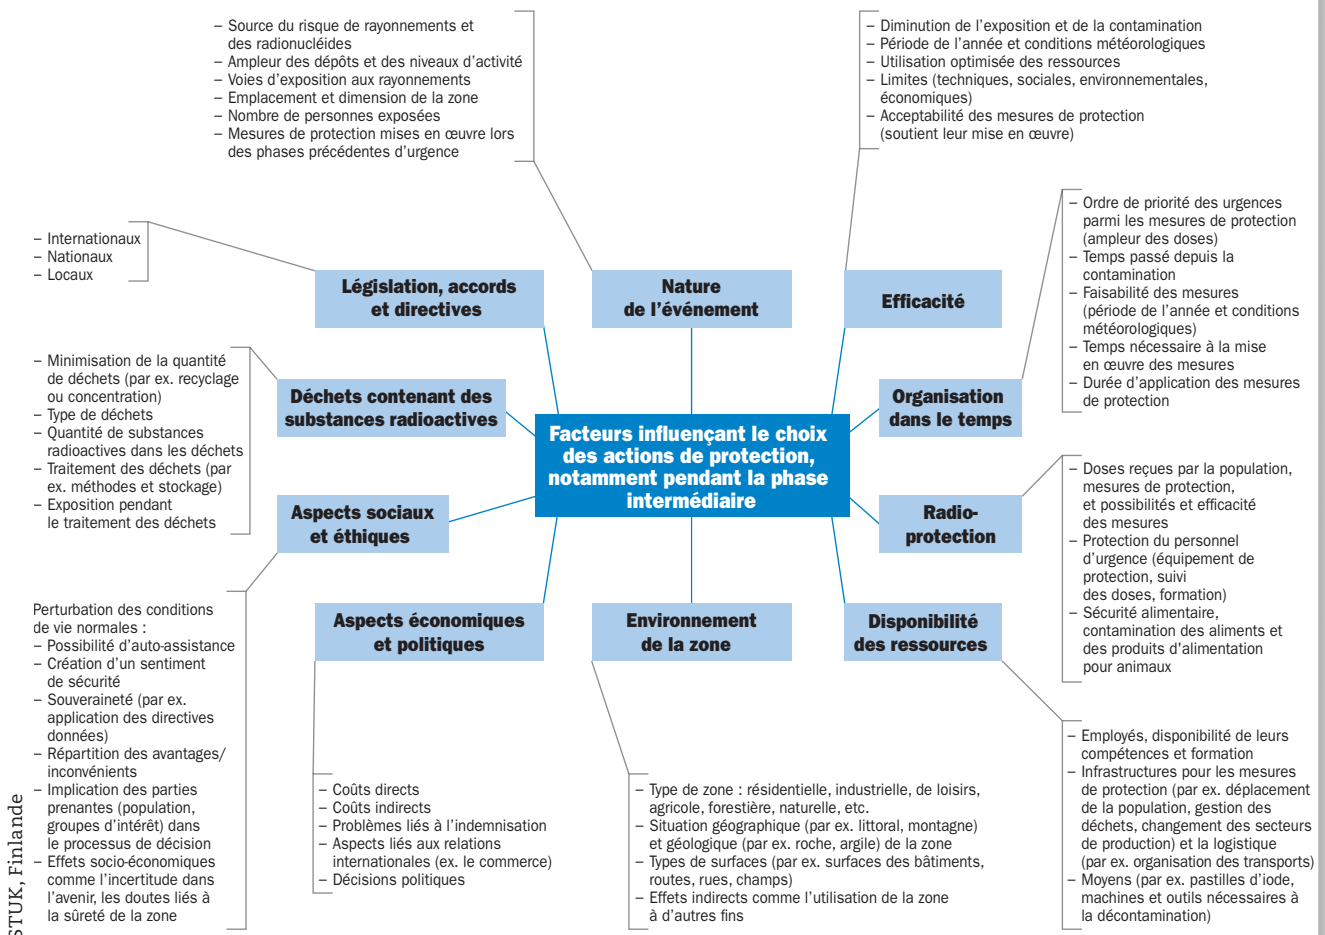 – Source du risque de rayonnements et
des radionucléides
– Ampleur des dépôts et des niveaux d'activité
– Voies d'exposition aux rayonnements
– Emplacement et dimension de la zone
– Nombre de personnes exposées
– Mesures de protection mises en œuvre lors
des phases précédentes d'urgence
– Diminution de l'exposition et de la contamination
– Période de l'année et conditions météorologiques
– Utilisation optimisée des ressources
– Limites (techniques, sociales, environnementales,
économiques)
– Acceptabilité des mesures de protection
(soutient leur mise en œuvre)
– Internationaux
– Nationaux
– Locaux
Législation, accords
et directives
Nature
de l'événement
Efficacité
– Ordre de priorité des urgences
parmi les mesures de protection
(ampleur des doses)
– Temps passé depuis la
contamination
– Faisabilité des mesures
(période de l'année et conditions
météorologiques)
– Temps nécessaire à la mise
en œuvre des mesures
– Durée d'application des mesures
de protection
– Minimisation de la quantité
de déchets (par ex. recyclage
ou concentration)
– Type de déchets
– Quantité de substances
radioactives dans les déchets
– Traitement des déchets (par
ex. méthodes et stockage)
– Exposition pendant
le traitement des déchets
Déchets contenant des
substances radioactives
Organisation
dans le temps
Facteurs influençant le choix
des actions de protection,
notamment pendant la phase
intermédiaire
Aspects sociaux
et éthiques
Radio-
protection
– Doses reçues par la population,
mesures de protection,
et possibilités et efficacité
des mesures
– Protection du personnel
d'urgence (équipement de
protection, suivi
des doses, formation)
– Sécurité alimentaire,
contamination des aliments et
des produits d'alimentation
pour animaux
Aspects économiques
et politiques
Environnement
de la zone
Disponibilité
des ressources
Perturbation des conditions
de vie normales :
– Possibilité d'auto-assistance
– Création d'un sentiment
de sécurité
– Souveraineté (par ex.
application des directives
données)
– Répartition des avantages/
inconvénients
– Implication des parties
prenantes (population,
groupes d'intérêt) dans
le processus de décision
– Effets socio-économiques
comme l'incertitude dans
l'avenir, les doutes liés à
la sûreté de la zone
– Coûts directs
– Coûts indirects
– Problèmes liés à l'indemnisation
– Aspects liés aux relations
internationales (ex. le commerce)
– Décisions politiques
– Type de zone : résidentielle, industrielle, de loisirs,
agricole, forestière, naturelle, etc.
– Situation géographique (par ex. littoral, montagne)
et géologique (par ex. roche, argile) de la zone
– Types de surfaces (par ex. surfaces des bâtiments,
routes, rues, champs)
– Effets indirects comme l'utilisation de la zone
à d'autres fins
– Employés, disponibilité de leurs
compétences et formation
– Infrastructures pour les mesures
de protection (par ex. déplacement
de la population, gestion des
déchets, changement des secteurs
de production) et la logistique
(par ex. organisation des transports)
– Moyens (par ex. pastilles d'iode,
machines et outils nécessaires à
la décontamination)
STUK, Finlande